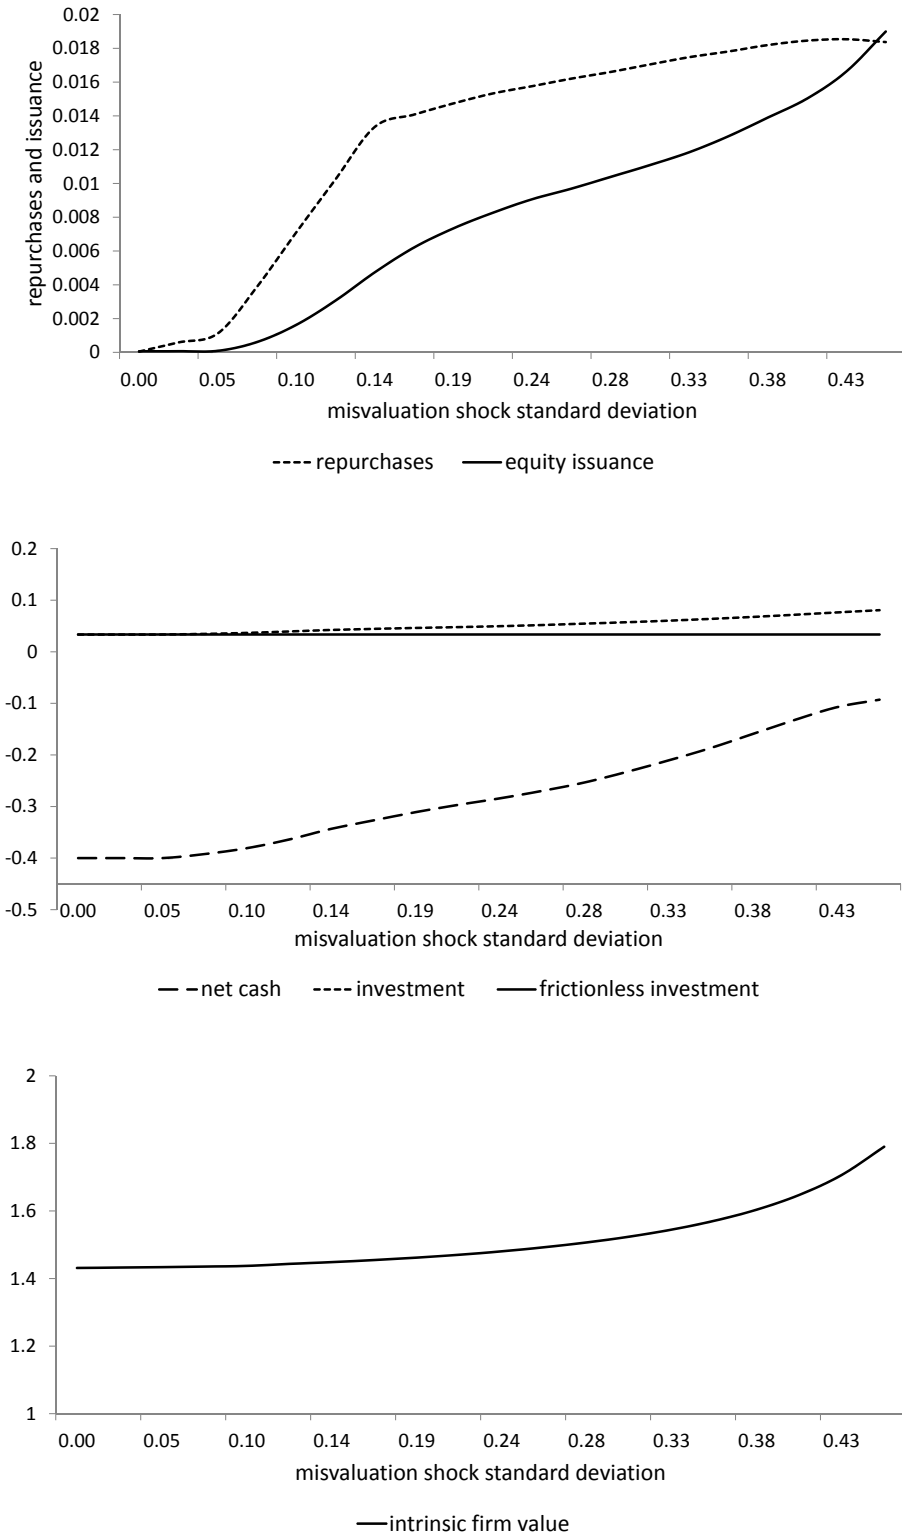 0.02
0.018
0.016
0.014
0.012
0.01
0.008
0.006
0.004
0.002
0
repurchases and issuance
0.00 0.05 0.10 0.14 0.19 0.24 0.28 0.33 0.38 0.43
misvaluation shock standard deviation
repurchases equity issuance
0.2
0.1
0
-0.1
-0.2
-0.3
-0.4
-0.5
0.00 0.05 0.10 0.14 0.19 0.24 0.28 0.33 0.38 0.43
misvaluation shock standard deviation
net cash investment frictionless investment
2
1.8
1.6
1.4
1.2
1
0.00 0.05 0.10 0.14 0.19 0.24 0.28 0.33 0.38 0.43
misvaluation shock standard deviation
intrinsic firm value